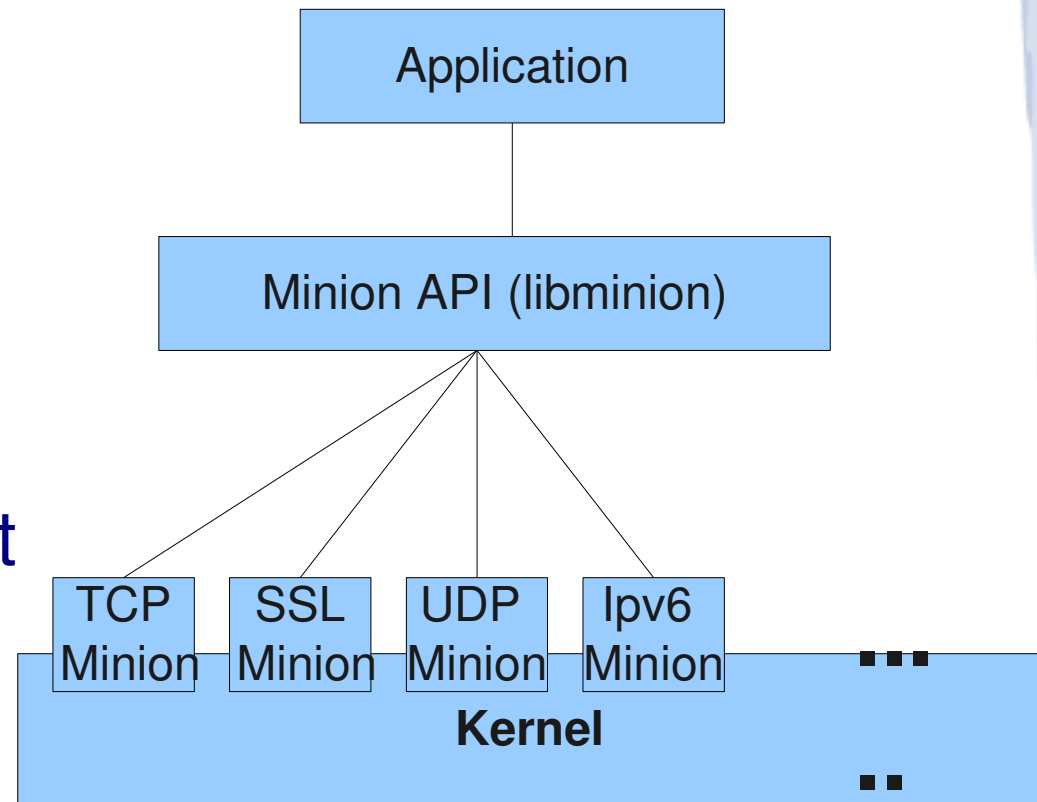 Application
Minion API (libminion)
t
TCP Minion
SSL Minion
UDP Minion
Ipv6 Minion
Kernel